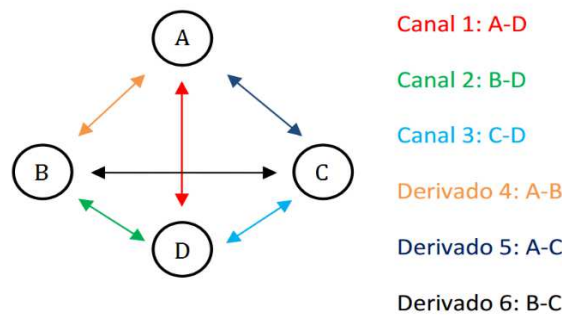 A
B
C
D
Canal 1: A-D
Canal 2: B-D
Canal 3: C-D
Derivado 4: A-B
Derivado 5: A-C
Derivado 6: B-C